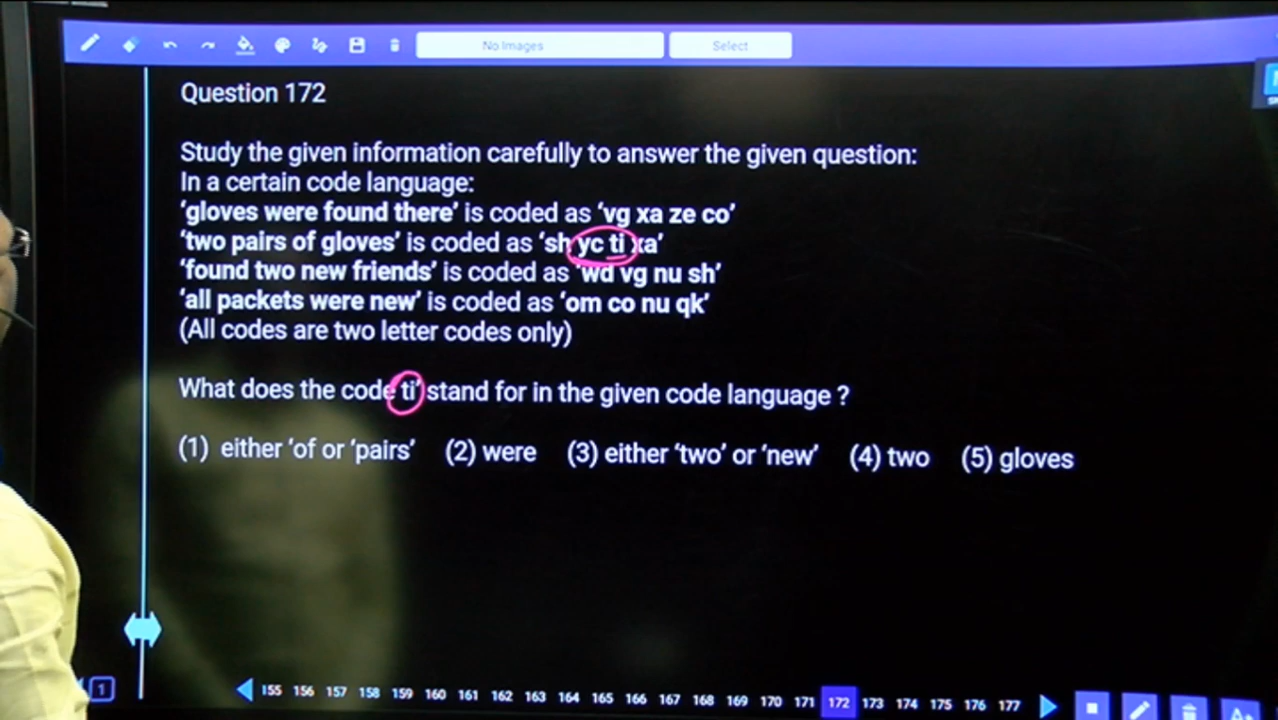 No Images Select
Question 172
Study the given information carefully to answer the given question:
In a certain code language:
‘gloves were found there’ is coded as ‘vg xa ze co’
‘two pairs of gloves’ is coded as ‘sh yc ti xa’
‘found two new friends’ is coded as ‘wd vg nu sh’
‘all packets were new’ is coded as ‘om co nu qk’
(All codes are two letter codes only)
What does the code ti’ stand for in the given code language ?
(1) either ‘of or ‘pairs’ (2) were (3) either ‘two’ or ‘new’ (4) two (5) gloves
1 155 156 157 158 159 160 161 162 163 164 165 166 167 168 169 170 171 172 173 174 175 176 177